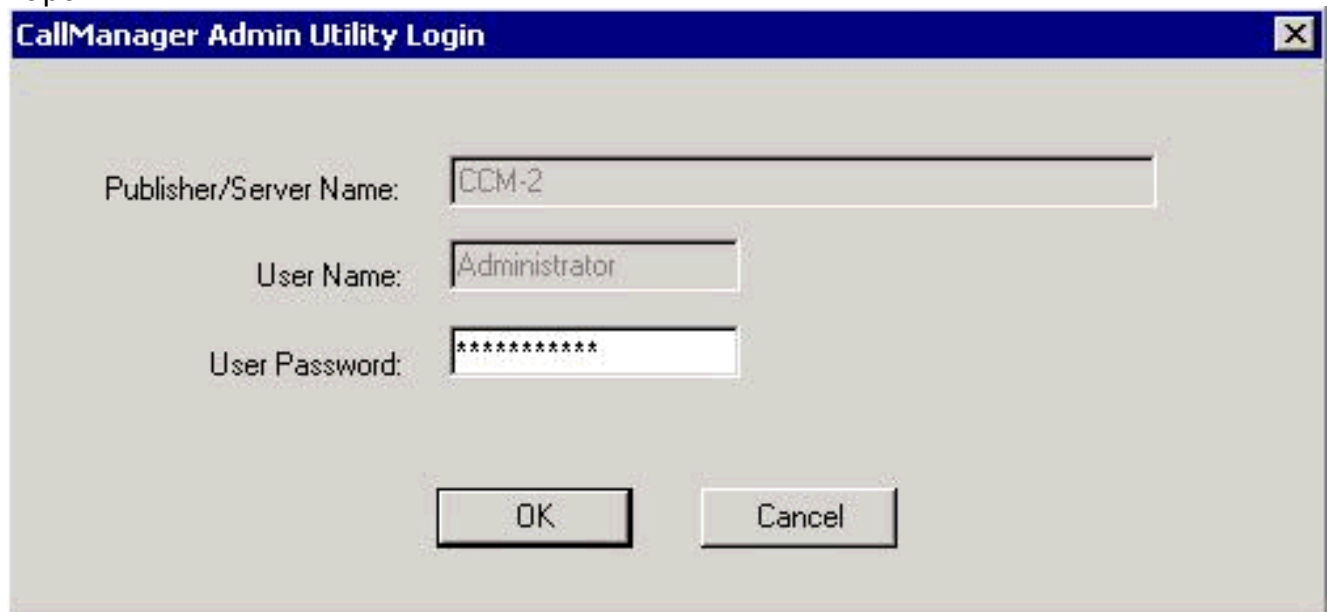 CallManager Admin Utility Login
Publisher/Server Name: CCM-2
User Name: Administrator
User Password: ***********
OK Cancel